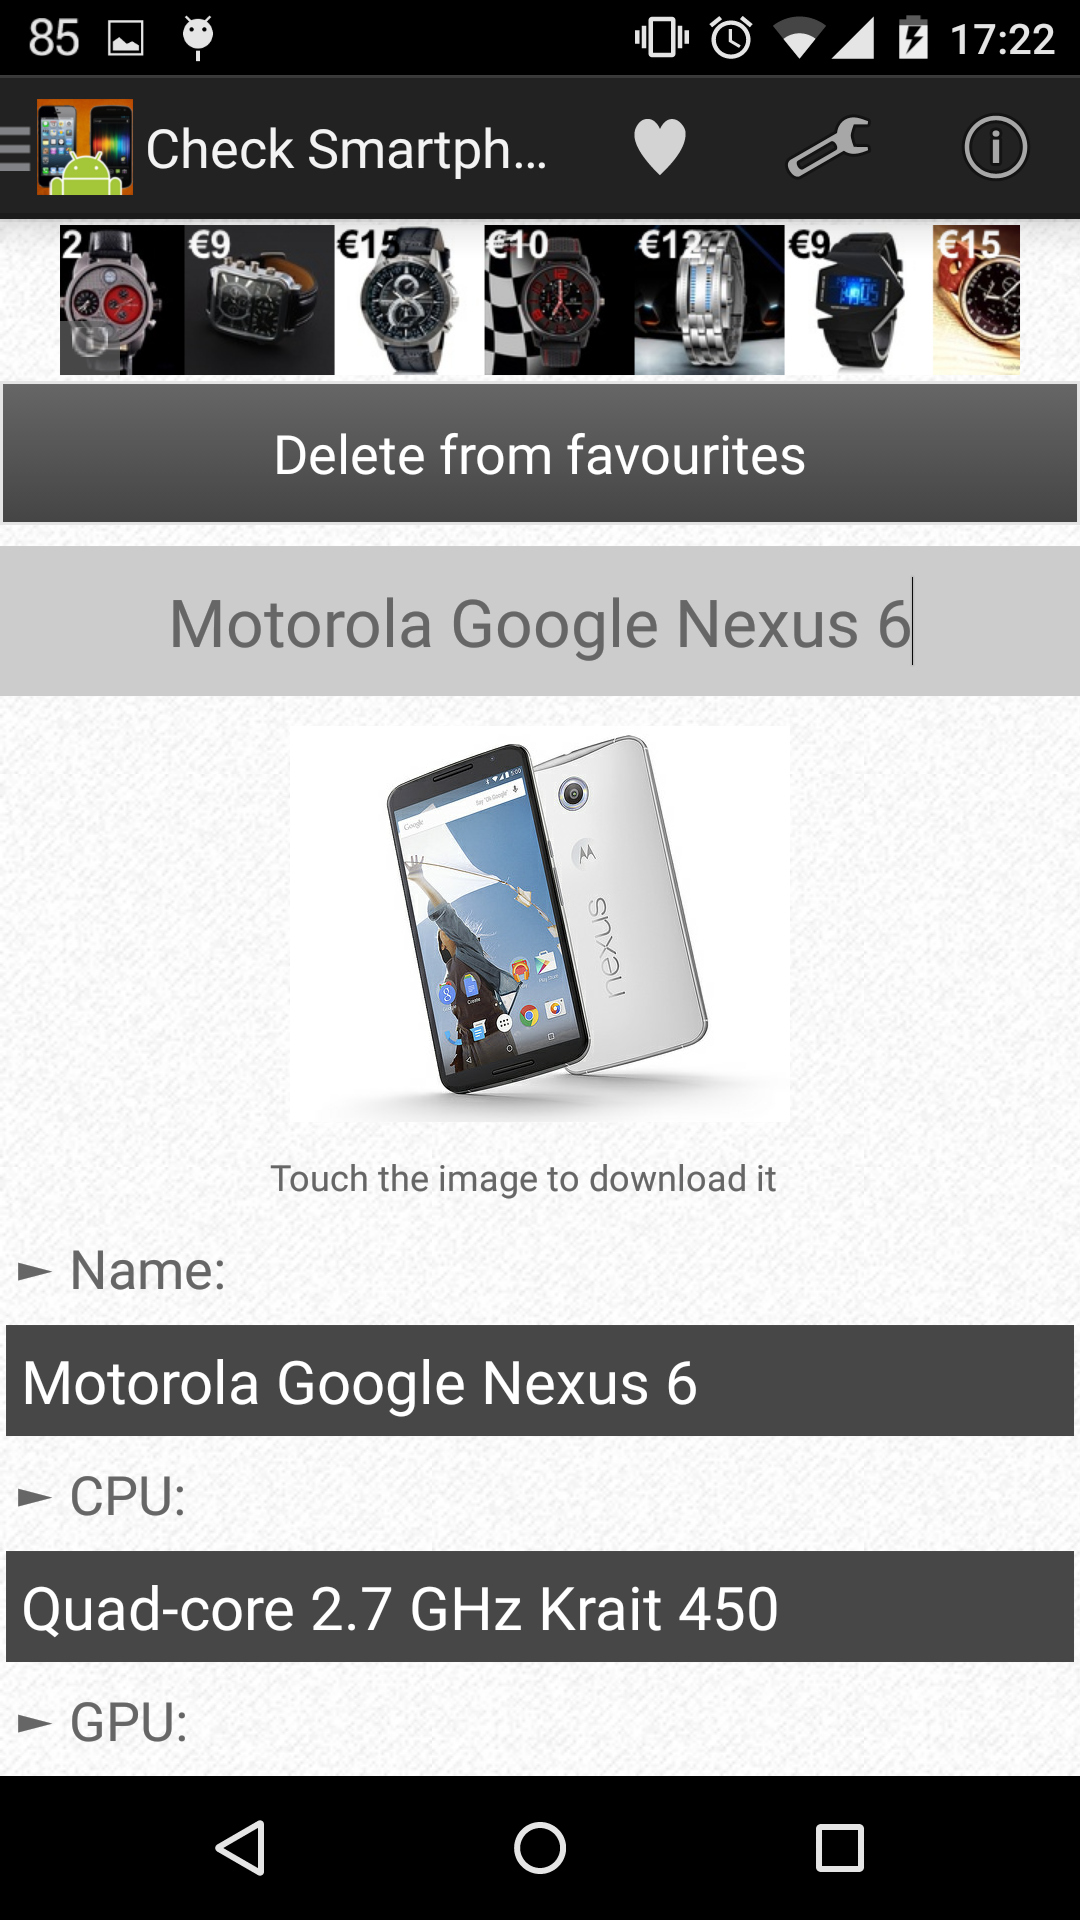 85 17:22
Check Smartph...
2 €9 €15 €10 €12 €9 €15
Delete from favourites
Motorola Google Nexus 6
Google
nexus
Touch the image to download it
► Name:
Motorola Google Nexus 6
► CPU:
Quad-core 2.7 GHz Krait 450
► GPU: